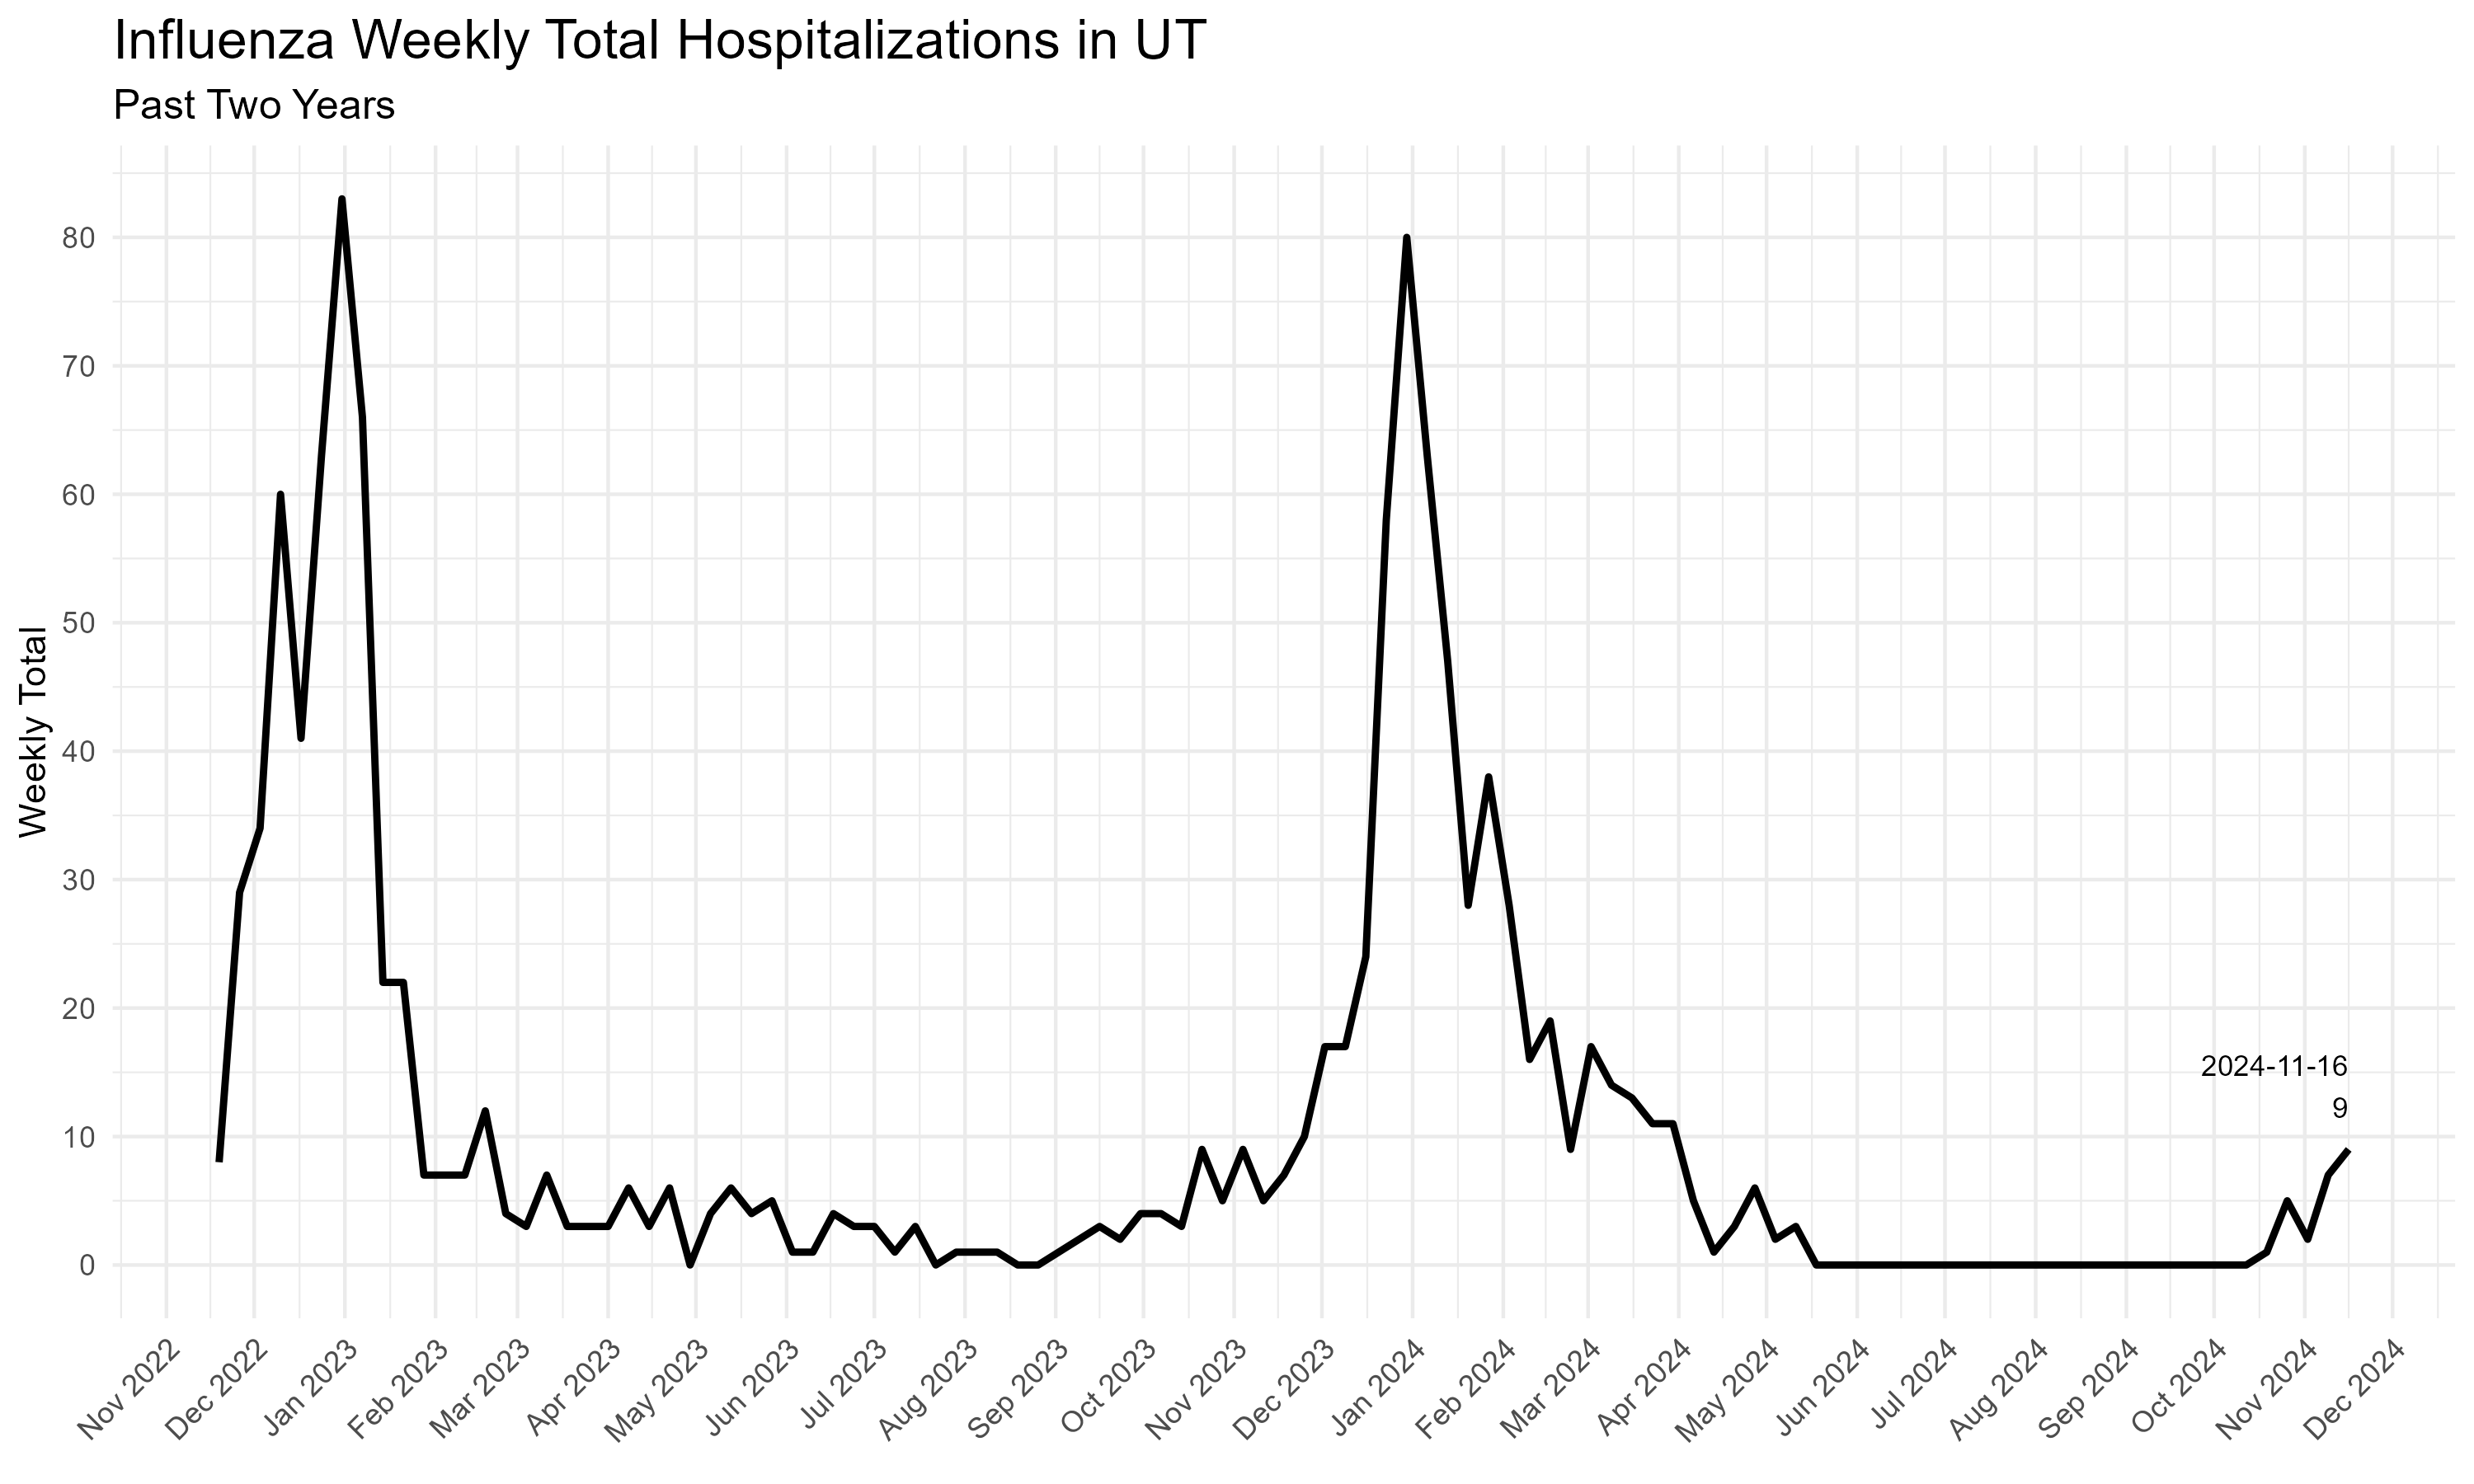 Influenza Weekly Total Hospitalizations in UT
Past Two Years
Weekly Total
80
70
60
50
40
30
20
10
0
2024-11-16
9
Nov 2022
Dec 2022
Jan 2023
Feb 2023
Mar 2023
Apr 2023
May 2023
Jun 2023
Jul 2023
Aug 2023
Sep 2023
Oct 2023
Nov 2023
Dec 2023
Jan 2024
Feb 2024
Mar 2024
Apr 2024
May 2024
Jun 2024
Jul 2024
Aug 2024
Sep 2024
Oct 2024
Nov 2024
Dec 2024